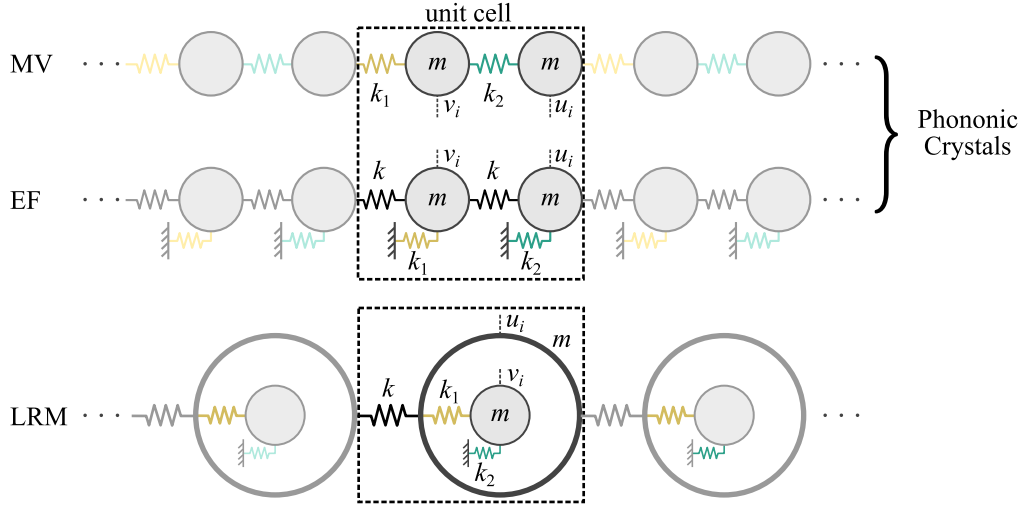 unit cell
MV · · · m m · · ·
k₁ vᵢ k₂ uᵢ
Phononic
Crystals
vᵢ uᵢ
k k
EF · · · m m · · ·
k₁ k₂
uᵢ
m
k k₁ vᵢ
LRM · · · m · · ·
k₂